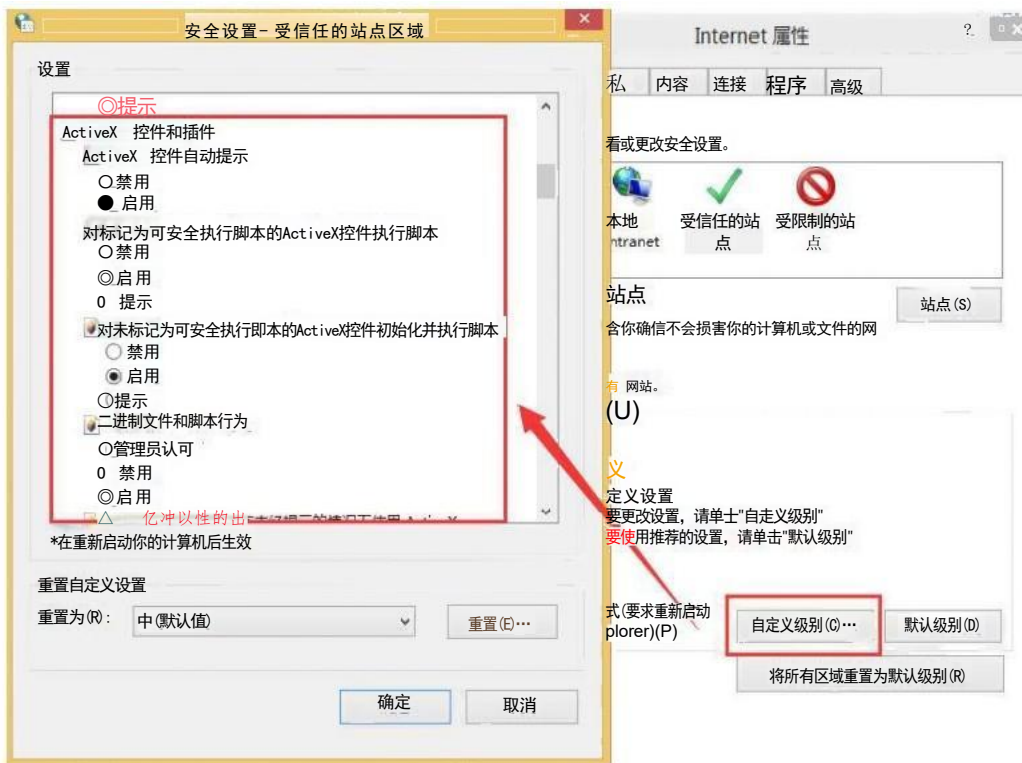 安全设置-受信任的站点区域
设置
◎提示
ActiveX 控件和插件
ActiveX 控件自动提示
○禁用
● 启用
对标记为可安全执行脚本的ActiveX控件执行脚本
○禁用
◎启用
0 提示
对未标记为可安全执行即本的ActiveX控件初始化并执行脚本
禁用
启用
提示
二进制文件和脚本行为
○管理员认可
0 禁用
◎启用
△ 亿冲以性的出
*在重新启动你的计算机后生效
重置自定义设置
重置为(R):
中(默认值)
重置(E)…
确定
取消
Internet 属性
?
私
内容
连接
程序
高级
看或更改安全设置。
本地
ntranet
受信任的站
点
受限制的站
点
站点
站点(S)
含你确信不会损害你的计算机或文件的网
有 网站。
(U)
义
定义设置
要更改设置，请单士"自走义级别"
要使用推荐的设置，请单击"默认级别"
式(要求重新启动
plorer)(P)
自定义级别(C)…
默认级别(D)
将所有区域重置为默认级别(R)